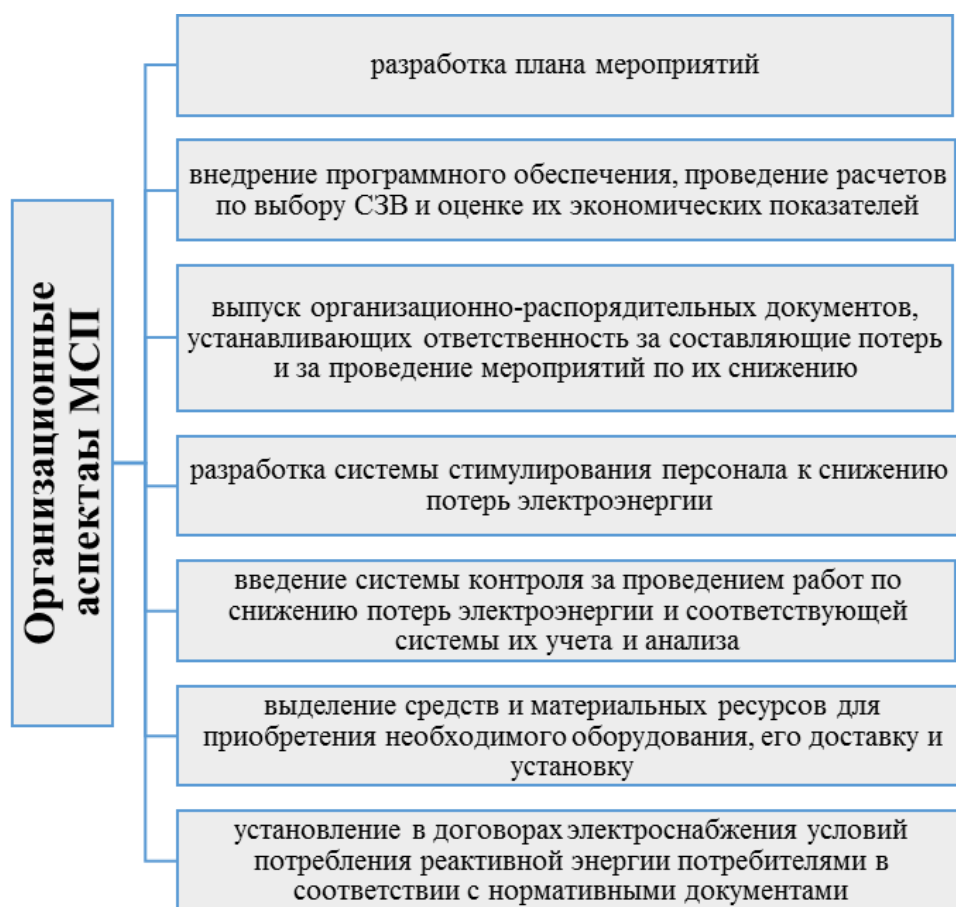 Организационные
аспектаы МСП
разработка плана мероприятий
внедрение программного обеспечения, проведение расчетов
по выбору СЗВ и оценке их экономических показателей
выпуск организационно-распорядительных документов,
устанавливающих ответственность за составляющие потерь
и за проведение мероприятий по их снижению
разработка системы стимулирования персонала к снижению
потерь электроэнергии
введение системы контроля за проведением работ по
снижению потерь электроэнергии и соответствующей
системы их учета и анализа
выделение средств и материальных ресурсов для
приобретения необходимого оборудования, его доставку и
установку
установление в договорах электроснабжения условий
потребления реактивной энергии потребителями в
соответствии с нормативными документами